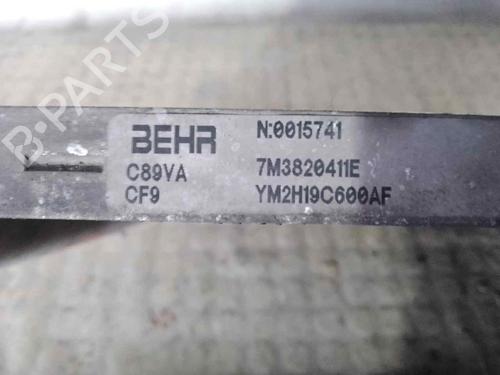 BEHR N:0015741
C89VA 7M3820411E
CF9 YM2H19C600AF
B-PARTS